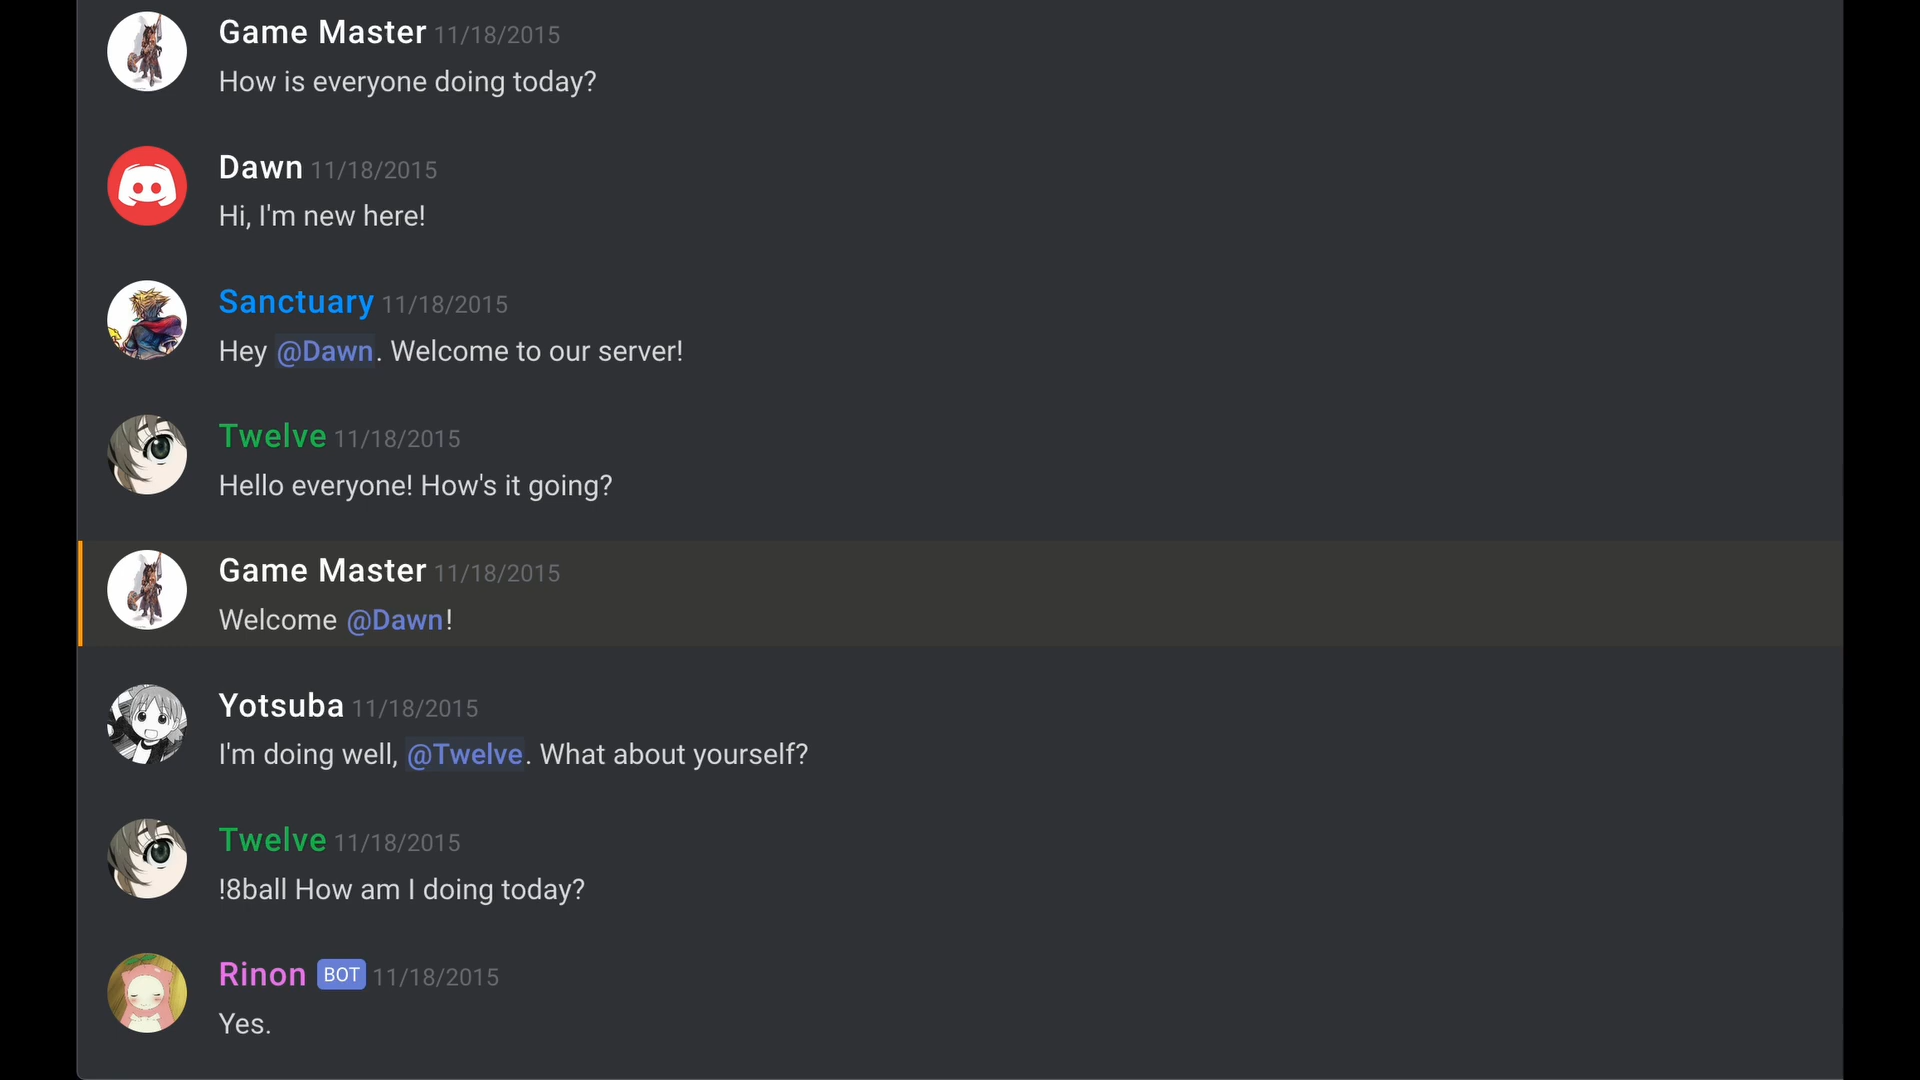 Game Master 11/18/2015
How is everyone doing today?
Dawn 11/18/2015
Hi, I'm new here!
Sanctuary 11/18/2015
Hey @Dawn. Welcome to our server!
Twelve 11/18/2015
Hello everyone! How's it going?
Game Master 11/18/2015
Welcome @Dawn!
Yotsuba 11/18/2015
I'm doing well, @Twelve. What about yourself?
Twelve 11/18/2015
!8ball How am I doing today?
Rinon BOT 11/18/2015
Yes.